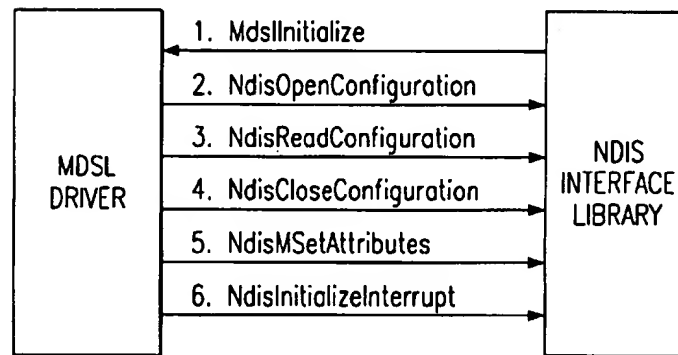 1. MdslInitialize
2. NdisOpenConfiguration
3. NdisReadConfiguration
4. NdisCloseConfiguration
5. NdisMSetAttributes
6. NdisInitializeInterrupt
MDSL
DRIVER
NDIS
INTERFACE
LIBRARY